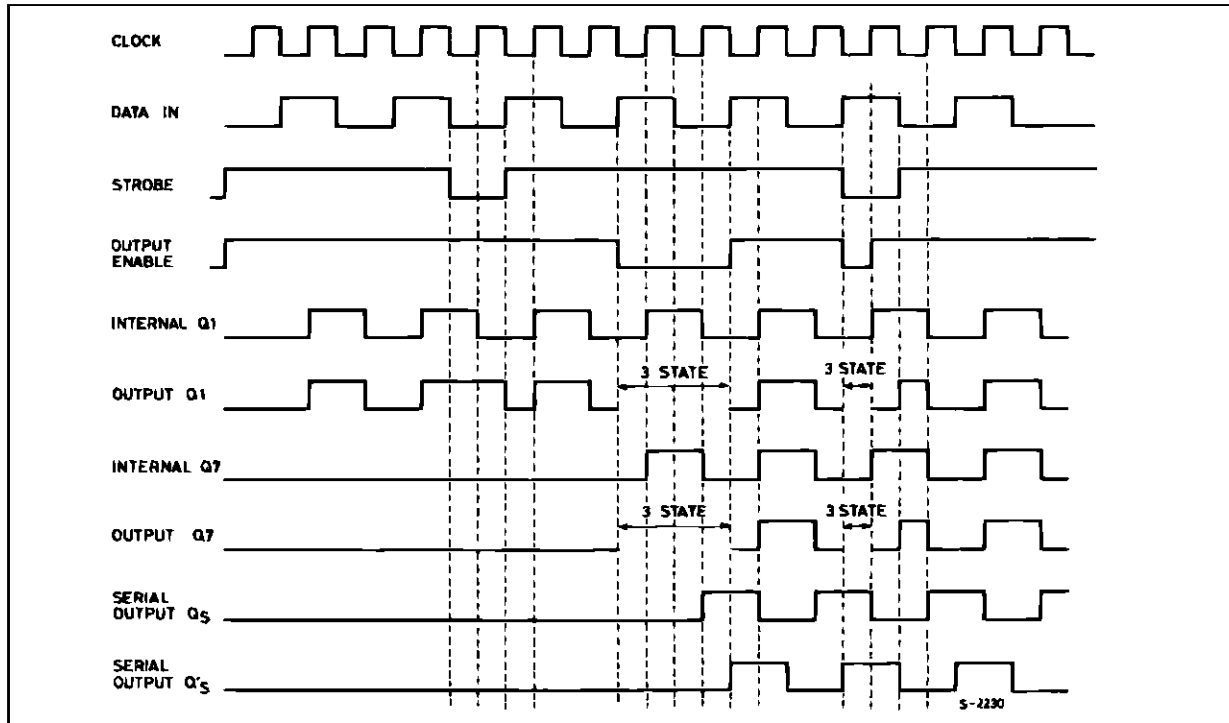 CLOCK
DATA IN
STROBE
OUTPUT
ENABLE
INTERNAL Q1
3 STATE
3 STATE
OUTPUT Q1
INTERNAL Q7
3 STATE
3 STATE
OUTPUT Q7
SERIAL
OUTPUT QS
SERIAL
OUTPUT Q'S
S-2230